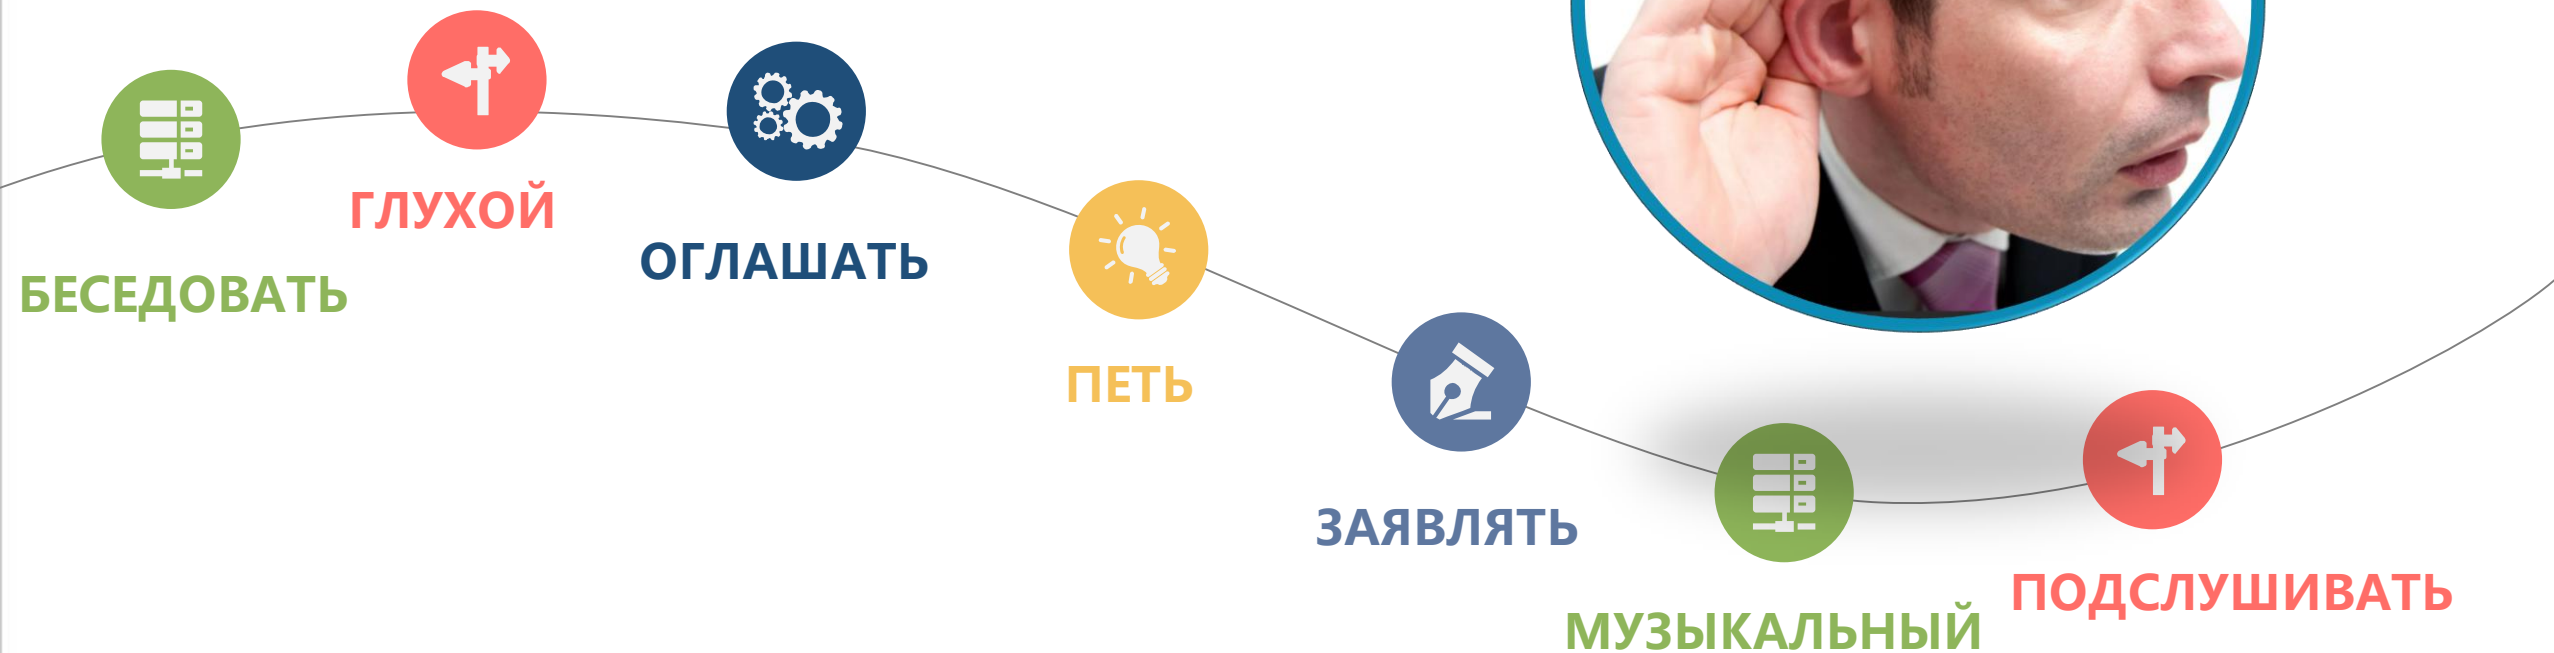 БЕСЕДОВАТЬ
ГЛУХОЙ
ОГЛАШАТЬ
ПЕТЬ
ЗАЯВЛЯТЬ
МУЗЫКАЛЬНЫЙ
ПОДСЛУШИВАТЬ